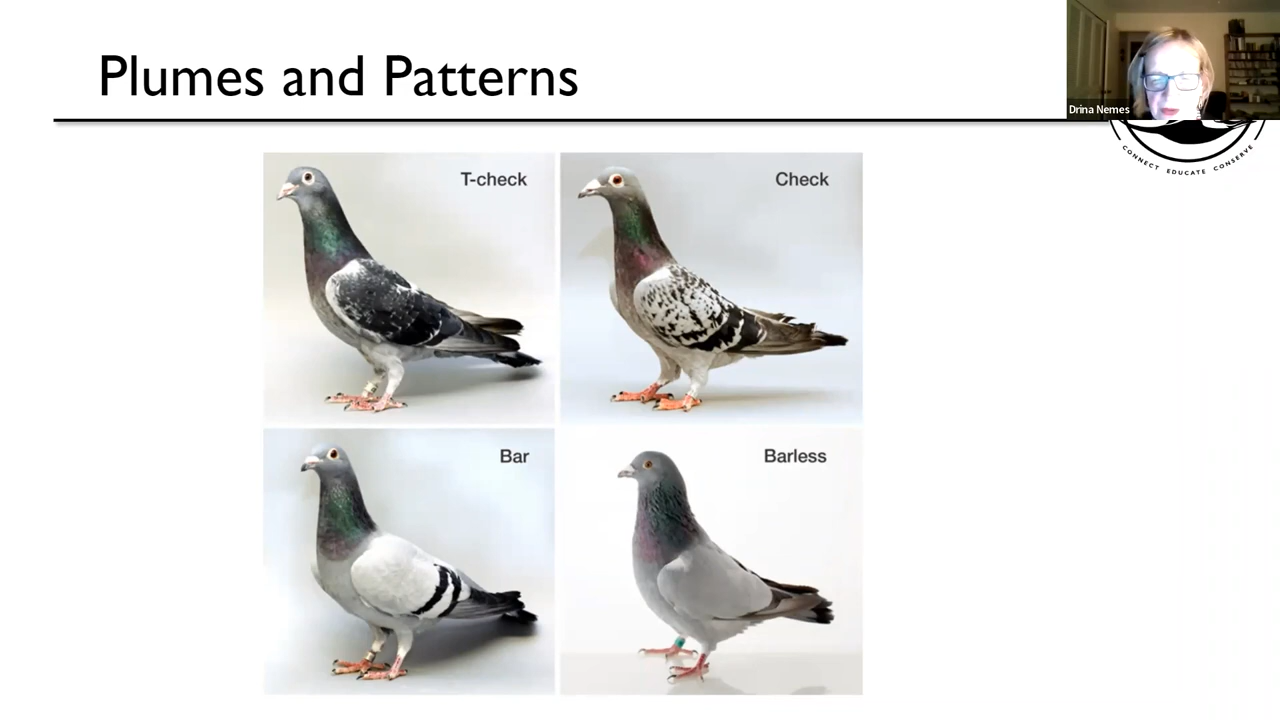 Plumes and Patterns
Drina Nemes
CONNECT EDUCATE CONSERVE
T-check
Check
Bar
Barless